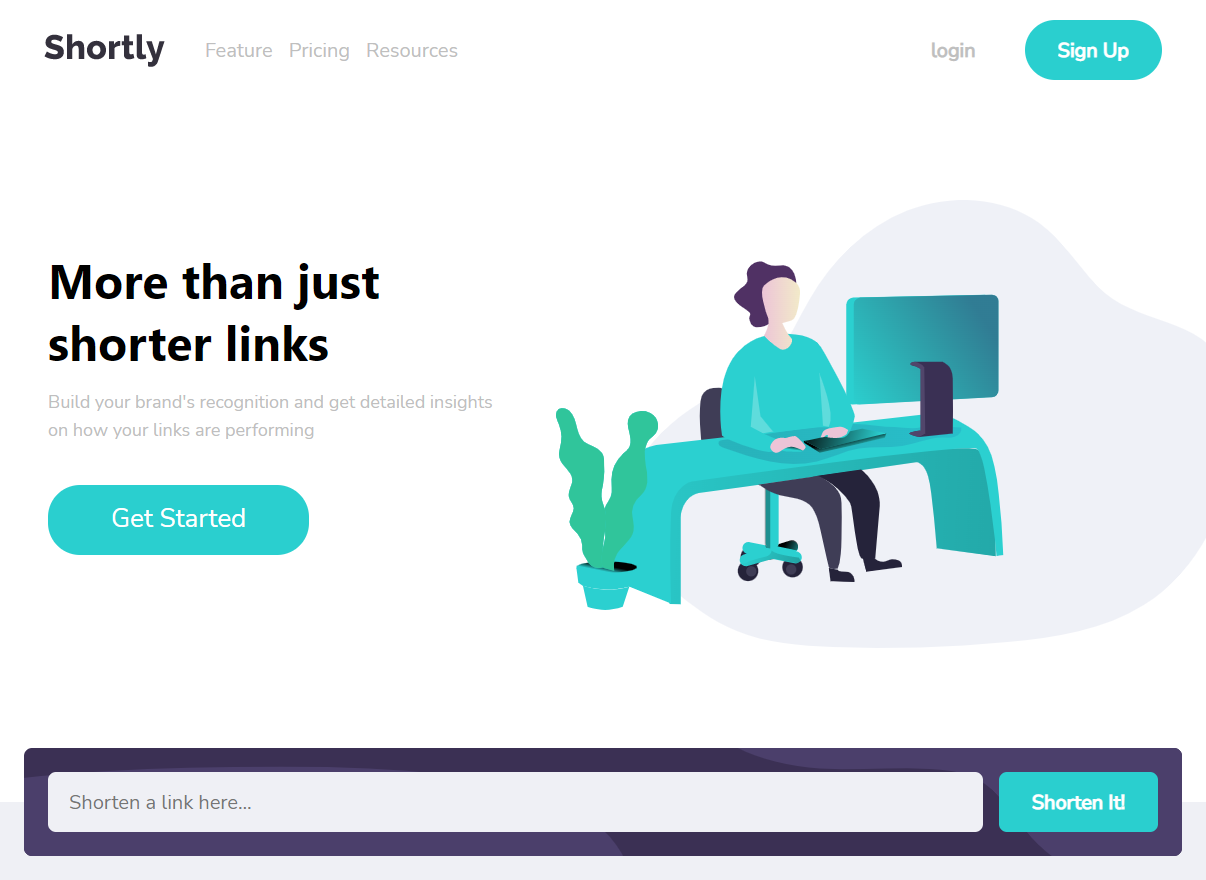 Shortly Feature Pricing Resources login Sign Up
More than just
shorter links
Build your brand's recognition and get detailed insights
on how your links are performing
Get Started
Shorten a link here... Shorten It!